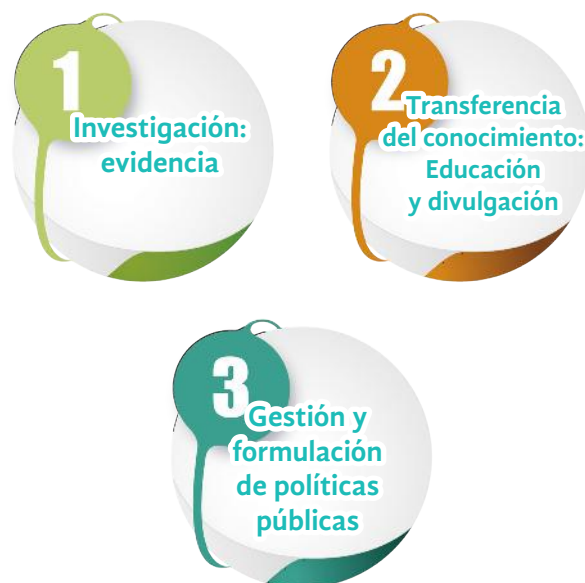 1
Investigación:
evidencia
2
Transferencia
del conocimiento:
Educación
y divulgación
3
Gestión y
formulación
de políticas
públicas